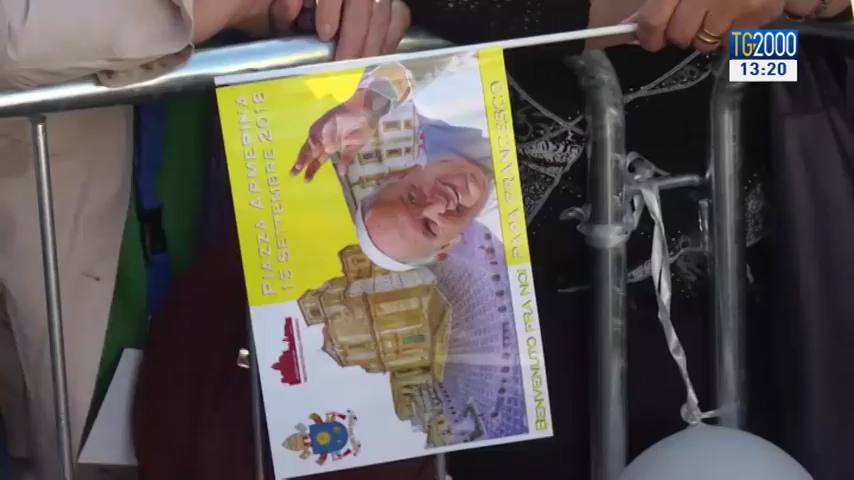 TG2000
13:20
PIAZZA ARMERINA
15 SETTEMBRE 2018
BENVENUTO FRA NOI PAPA FRANCESCO